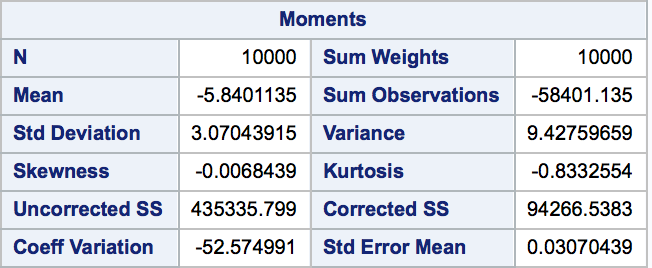 Moments
N 10000 Sum Weights 10000
Mean -5.8401135 Sum Observations -58401.135
Std Deviation 3.07043915 Variance 9.42759659
Skewness -0.0068439 Kurtosis -0.8332554
Uncorrected SS 435335.799 Corrected SS 94266.5383
Coeff Variation -52.574991 Std Error Mean 0.03070439